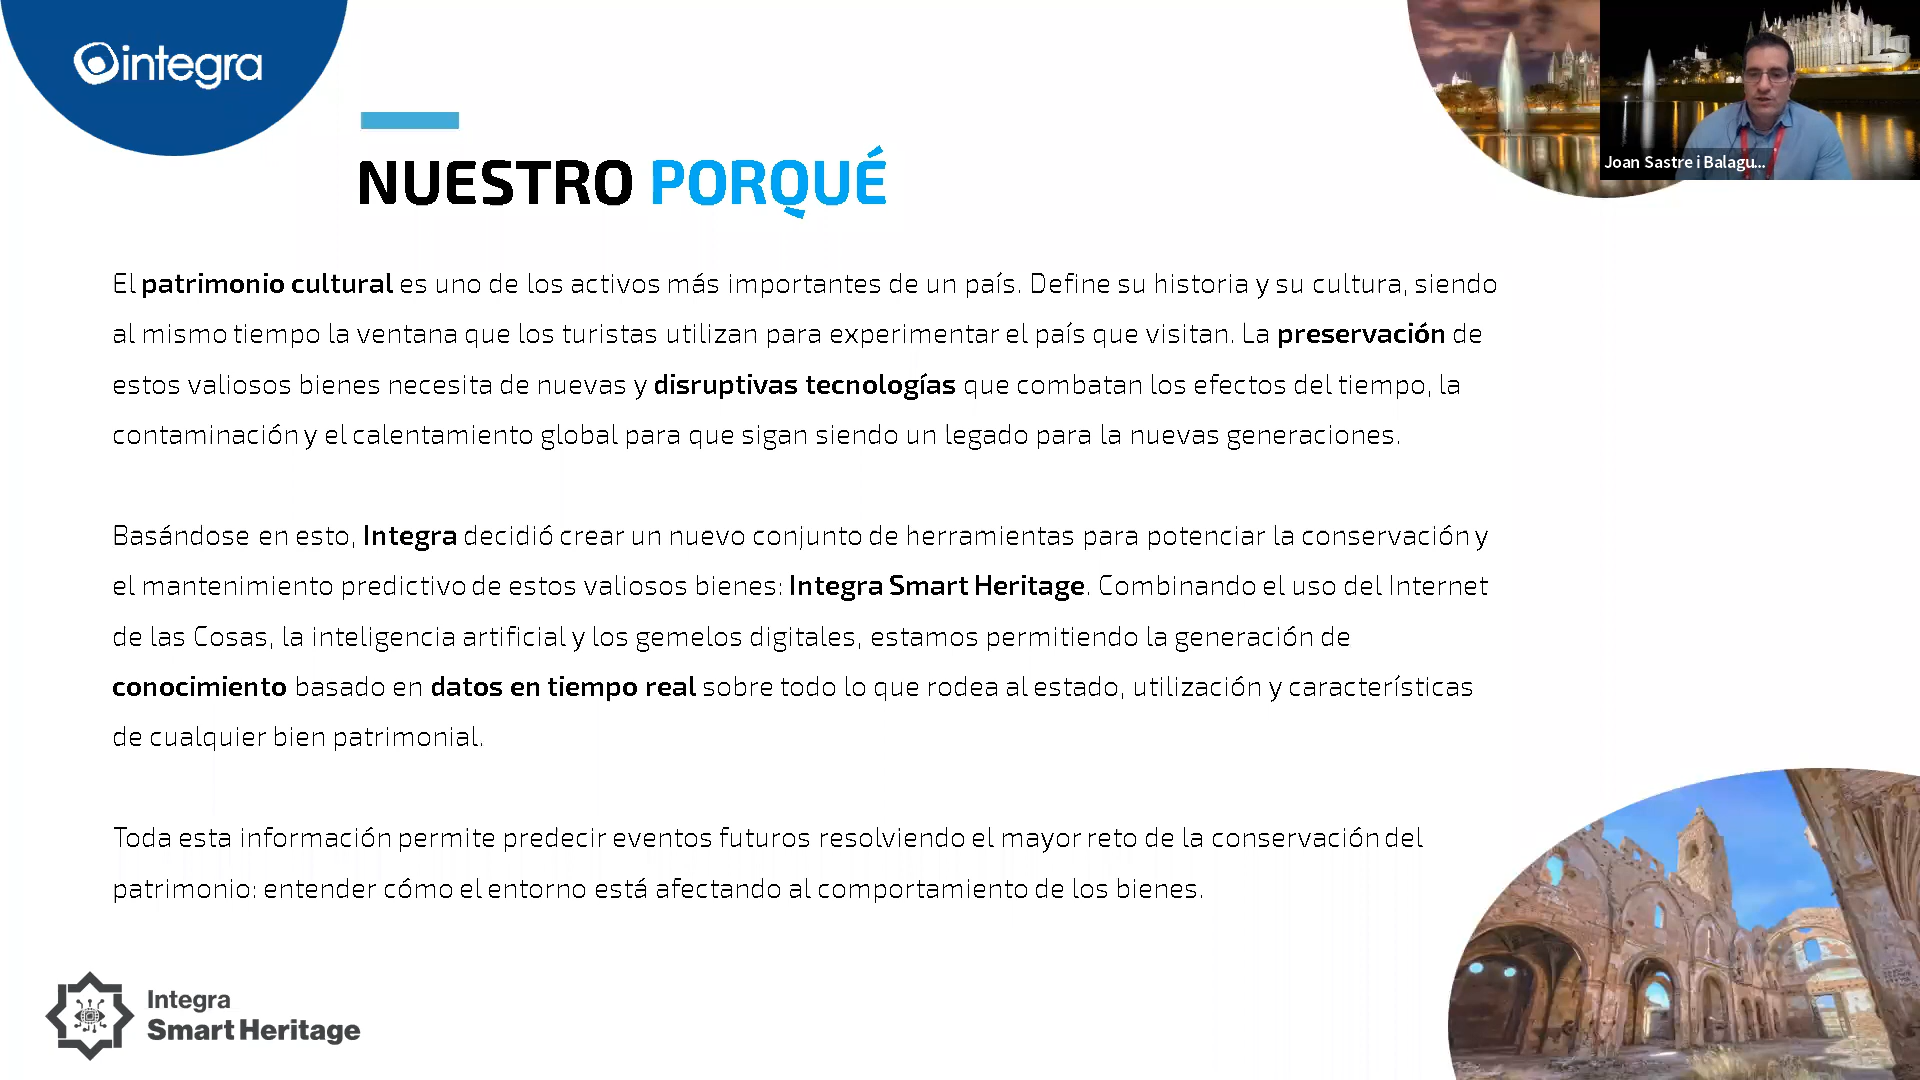 integra
Joan Sastre i Balagu...
NUESTRO PORQUÉ
El patrimonio cultural es uno de los activos más importantes de un país. Define su historia y su cultura, siendo
al mismo tiempo la ventana que los turistas utilizan para experimentar el país que visitan. La preservación de
estos valiosos bienes necesita de nuevas y disruptivas tecnologías que combatan los efectos del tiempo, la
contaminación y el calentamiento global para que sigan siendo un legado para la nuevas generaciones.
Basándose en esto, Integra decidió crear un nuevo conjunto de herramientas para potenciar la conservación y
el mantenimiento predictivo de estos valiosos bienes: Integra Smart Heritage. Combinando el uso del Internet
de las Cosas, la inteligencia artificial y los gemelos digitales, estamos permitiendo la generación de
conocimiento basado en datos en tiempo real sobre todo lo que rodea al estado, utilización y características
de cualquier bien patrimonial.
Toda esta información permite predecir eventos futuros resolviendo el mayor reto de la conservación del
patrimonio: entender cómo el entorno está afectando al comportamiento de los bienes.
Integra
Smart Heritage